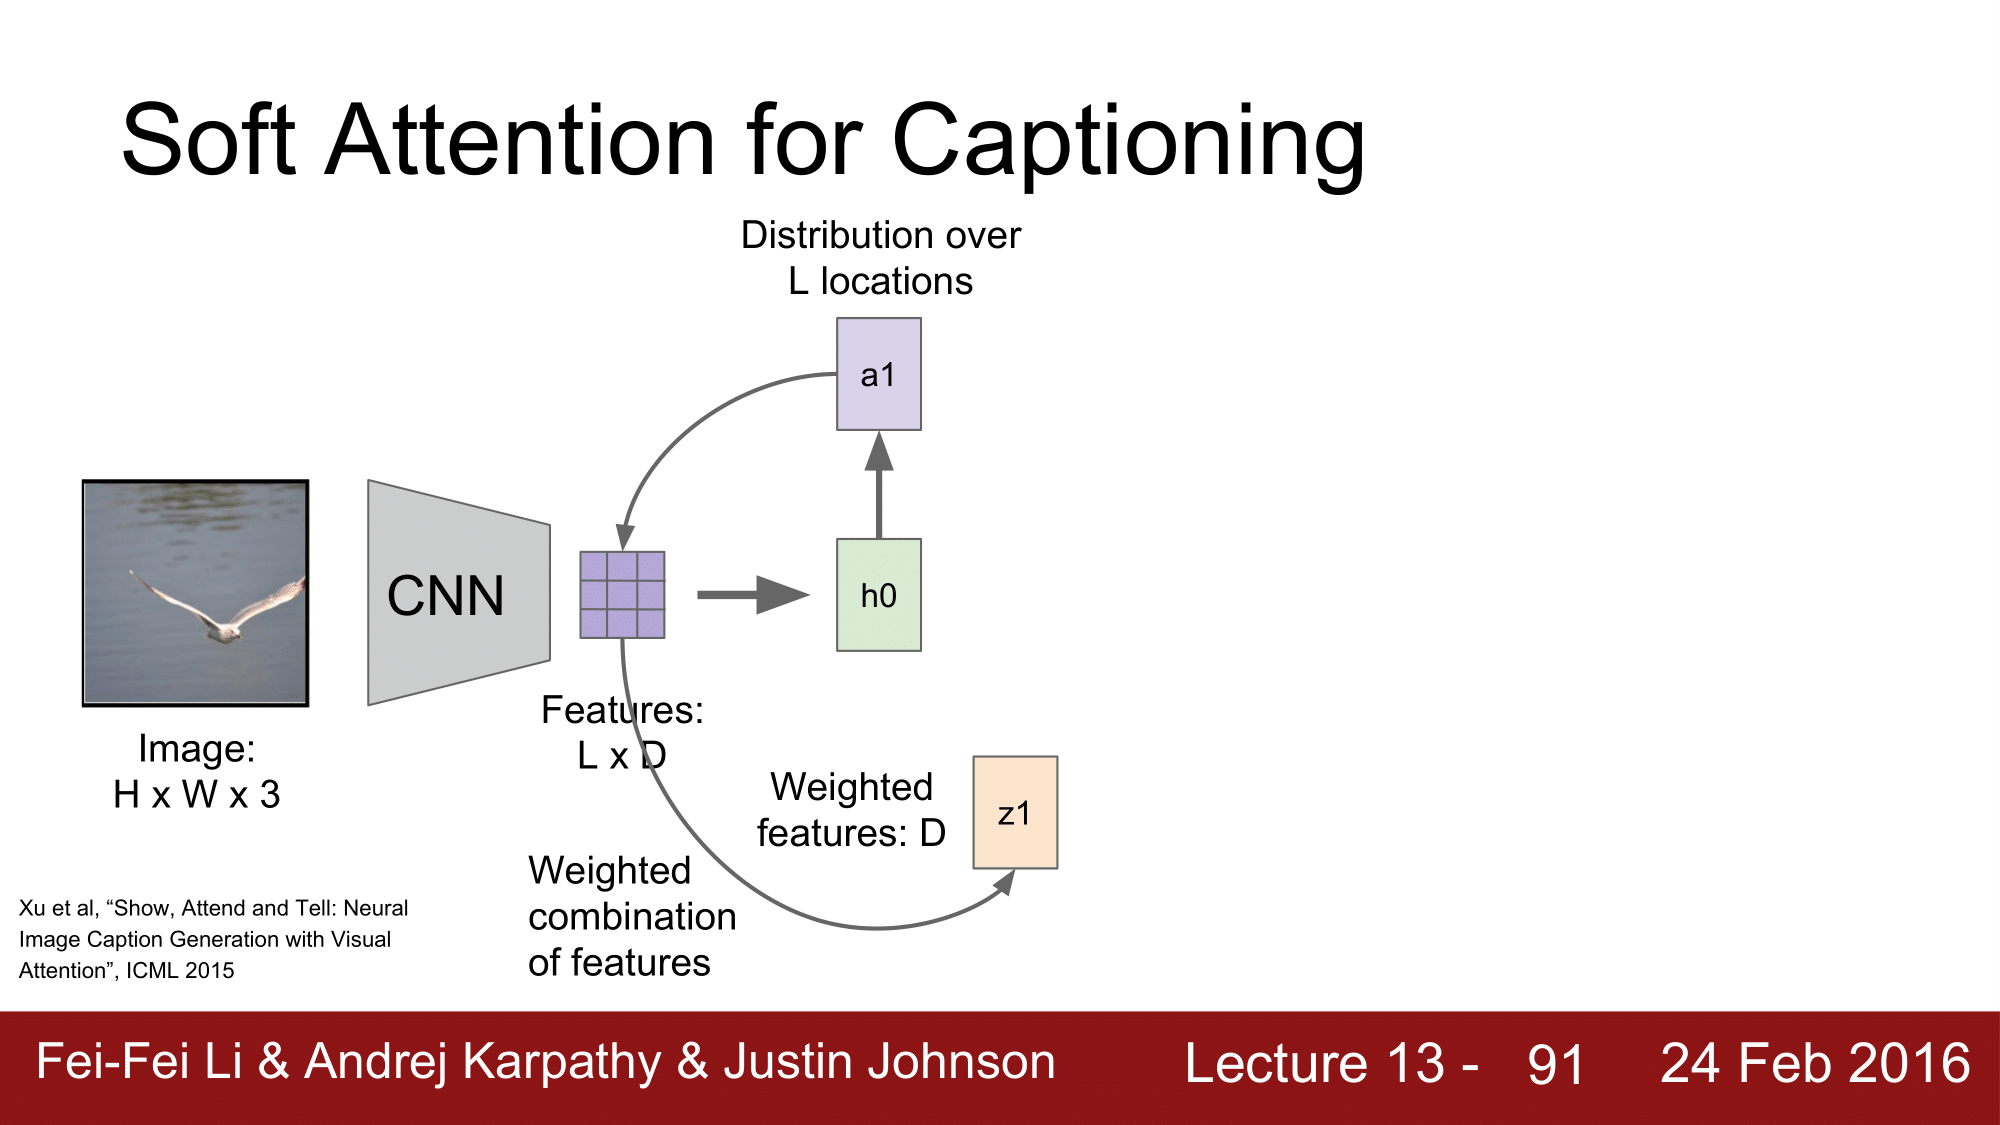 Soft Attention for Captioning
Distribution over
L locations
a1
CNN
h0
Features:
L x D
Image:
H x W x 3
Weighted
features: D
z1
Weighted
combination
of features
Xu et al, “Show, Attend and Tell: Neural
Image Caption Generation with Visual
Attention”, ICML 2015
Fei-Fei Li & Andrej Karpathy & Justin Johnson
Lecture 13 - 91
24 Feb 2016